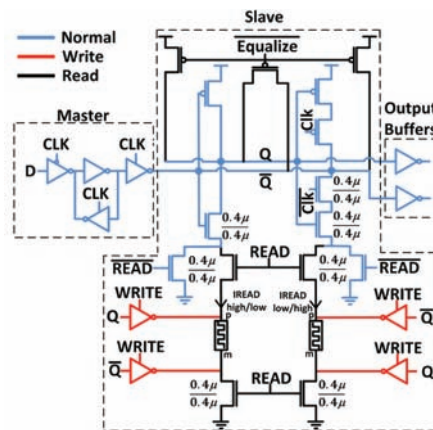 Slave
Normal
Write
Read
Equalize
Master
Output
Buffers
CLK
CLK
D
CLK
Clk
Q
Q
Clk
0.4μ
0.4μ
0.4μ
0.4μ
0.4μ
0.4μ
READ
READ
READ
0.4μ
0.4μ
0.4μ
0.4μ
0.4μ
0.4μ
0.4μ
0.4μ
WRITE
IREAD
high/low
IREAD
low/high
WRITE
Q
p
p
Q
WRITE
m
m
WRITE
Q
Q
READ
0.4μ
0.4μ
0.4μ
0.4μ